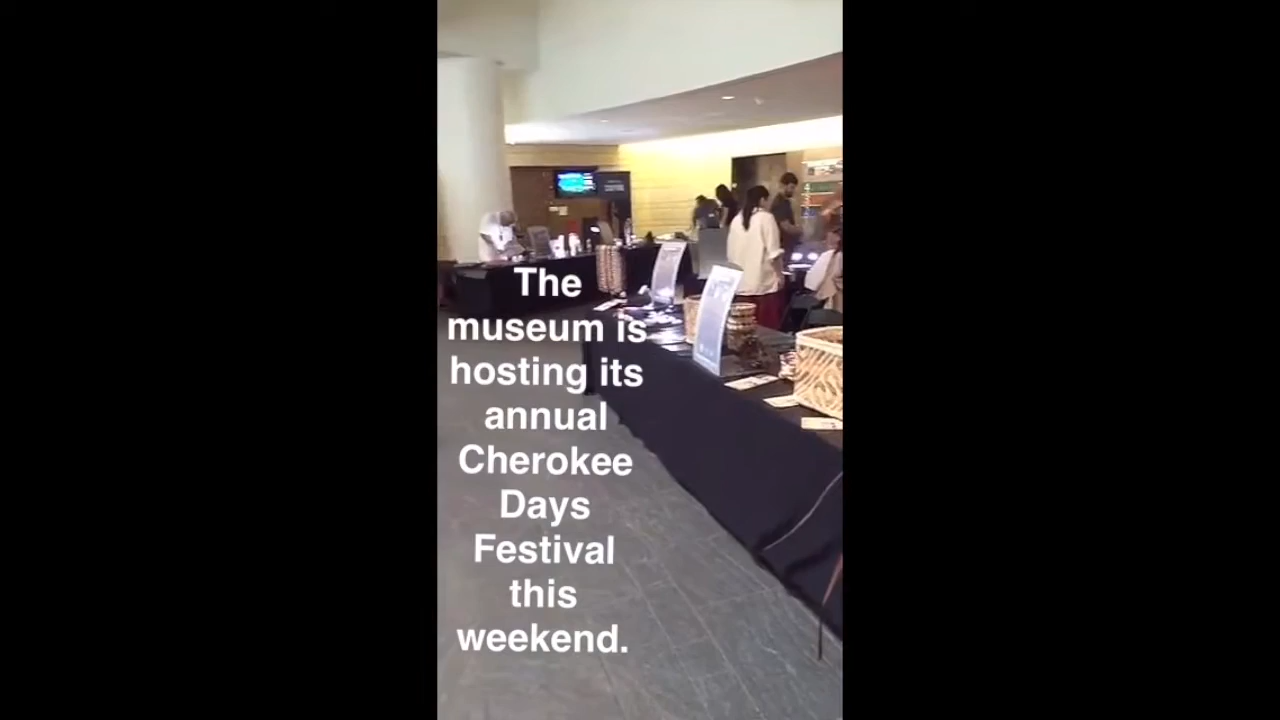 The
museum is
hosting its
annual
Cherokee
Days
Festival
this
weekend.